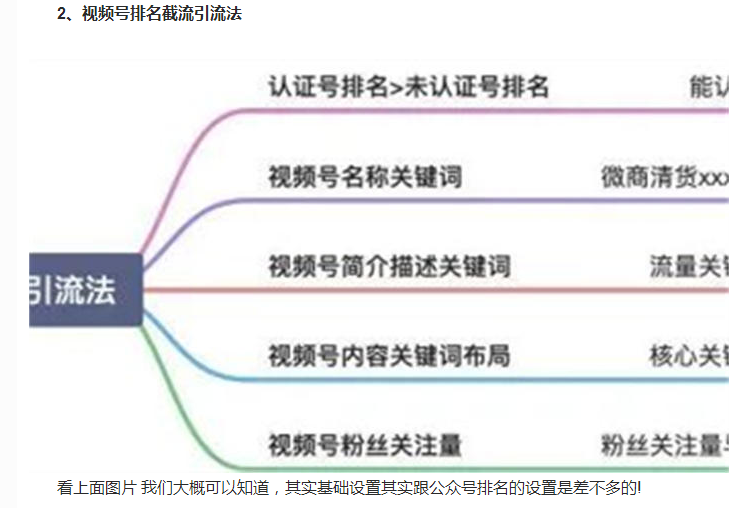 2、视频号排名截流引流法
认证号排名>未认证号排名 能认
视频号名称关键词 微商清货xxx
引流法
视频号简介描述关键词 流量关键
视频号内容关键词布局 核心关键
视频号粉丝关注量 粉丝关注量
看上面图片 我们大概可以知道，其实基础设置其实跟公众号排名的设置是差不多的!